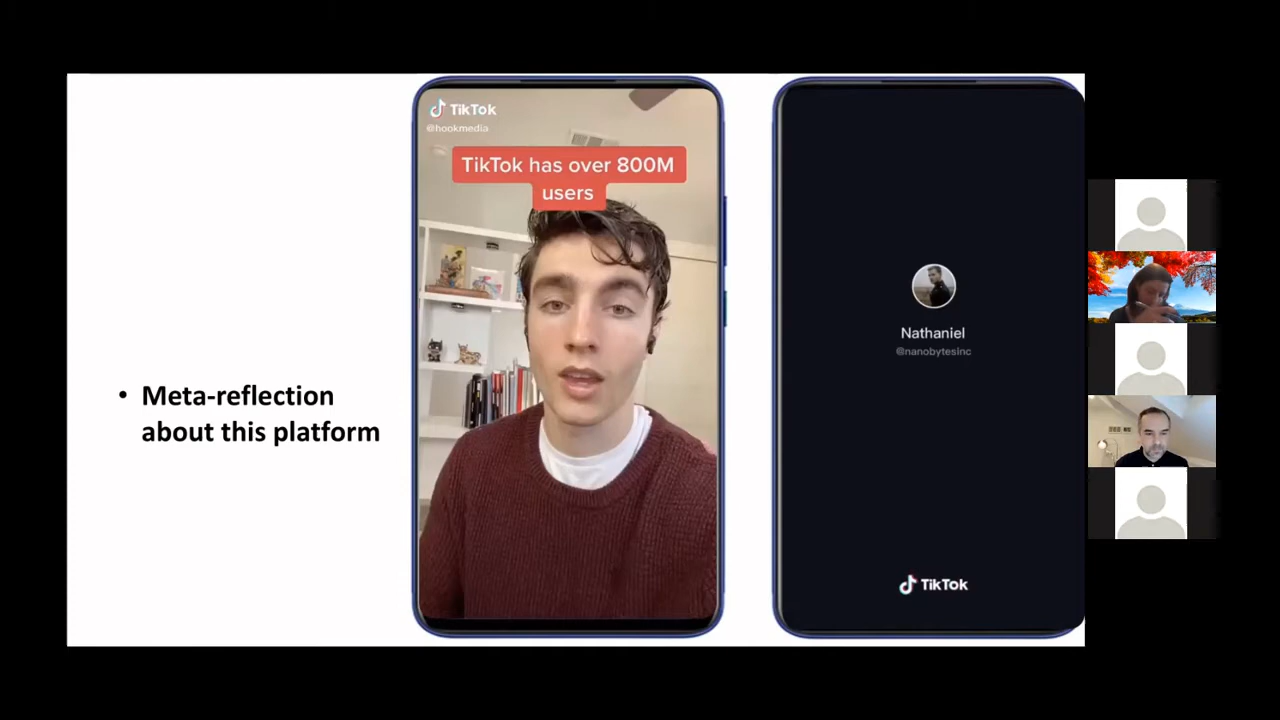 • Meta-reflection
about this platform
TikTok
@hookmedia
TikTok has over 800M
users
Nathaniel
@nanobytesinc
TikTok